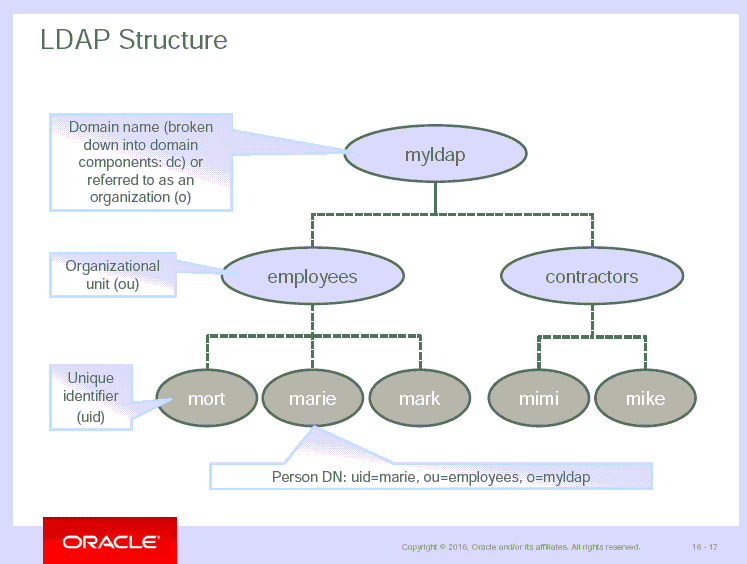 LDAP Structure
Domain name (broken
down into domain
components: dc) or
referred to as an
organization (o)
myldap
Organizational
unit (ou)
employees
contractors
Unique
identifier
(uid)
mort
marie
mark
mimi
mike
Person DN: uid=marie, ou=employees, o=myldap
ORACLE
Copyright © 2016, Oracle and/or its affiliates. All rights reserved.
16 - 17